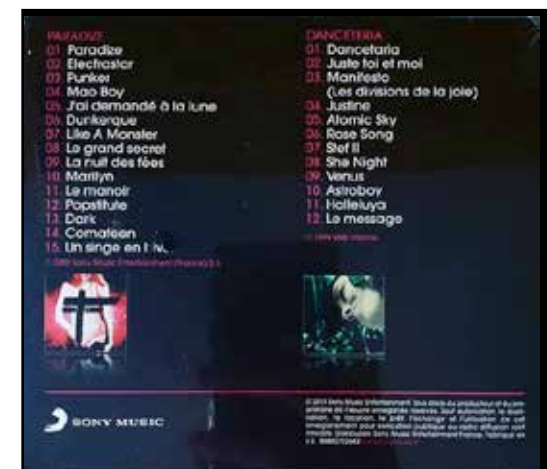 PARADIZE
01. Paradize
02. Electrastar
03. Punker
04. Mao Boy
05. J'ai demandé à la lune
06. Dunkerque
07. Like A Monster
08. Le grand secret
09. La nuit des fées
10. Marilyn
11. Le manoir
12. Popstitute
13. Dark
14. Comateen
15. Un singe en
DANCETERIA
01. Dancetaria
02. Juste toi et moi
03. Manifesto
(Les divisions de la joie)
04. Justine
05. Atomic Sky
06. Rose Song
07. Stef II
08. She Night
09. Venus
10. Astroboy
11. Halleluya
12. Le message
SONY MUSIC